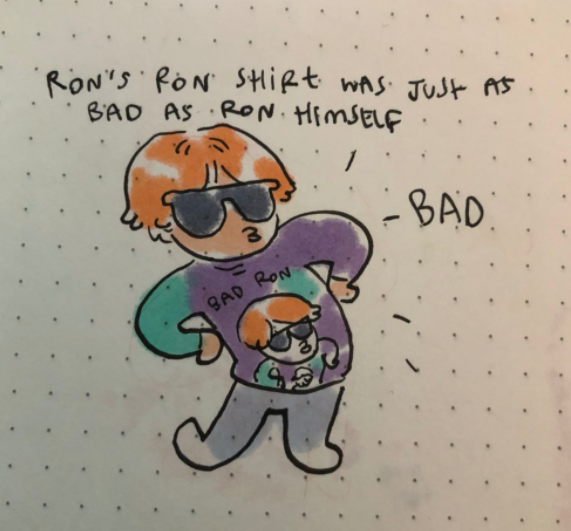 RON'S RON SHIRT WAS JUST AS
BAD AS RON HIMSELF
- BAD
BAD RON